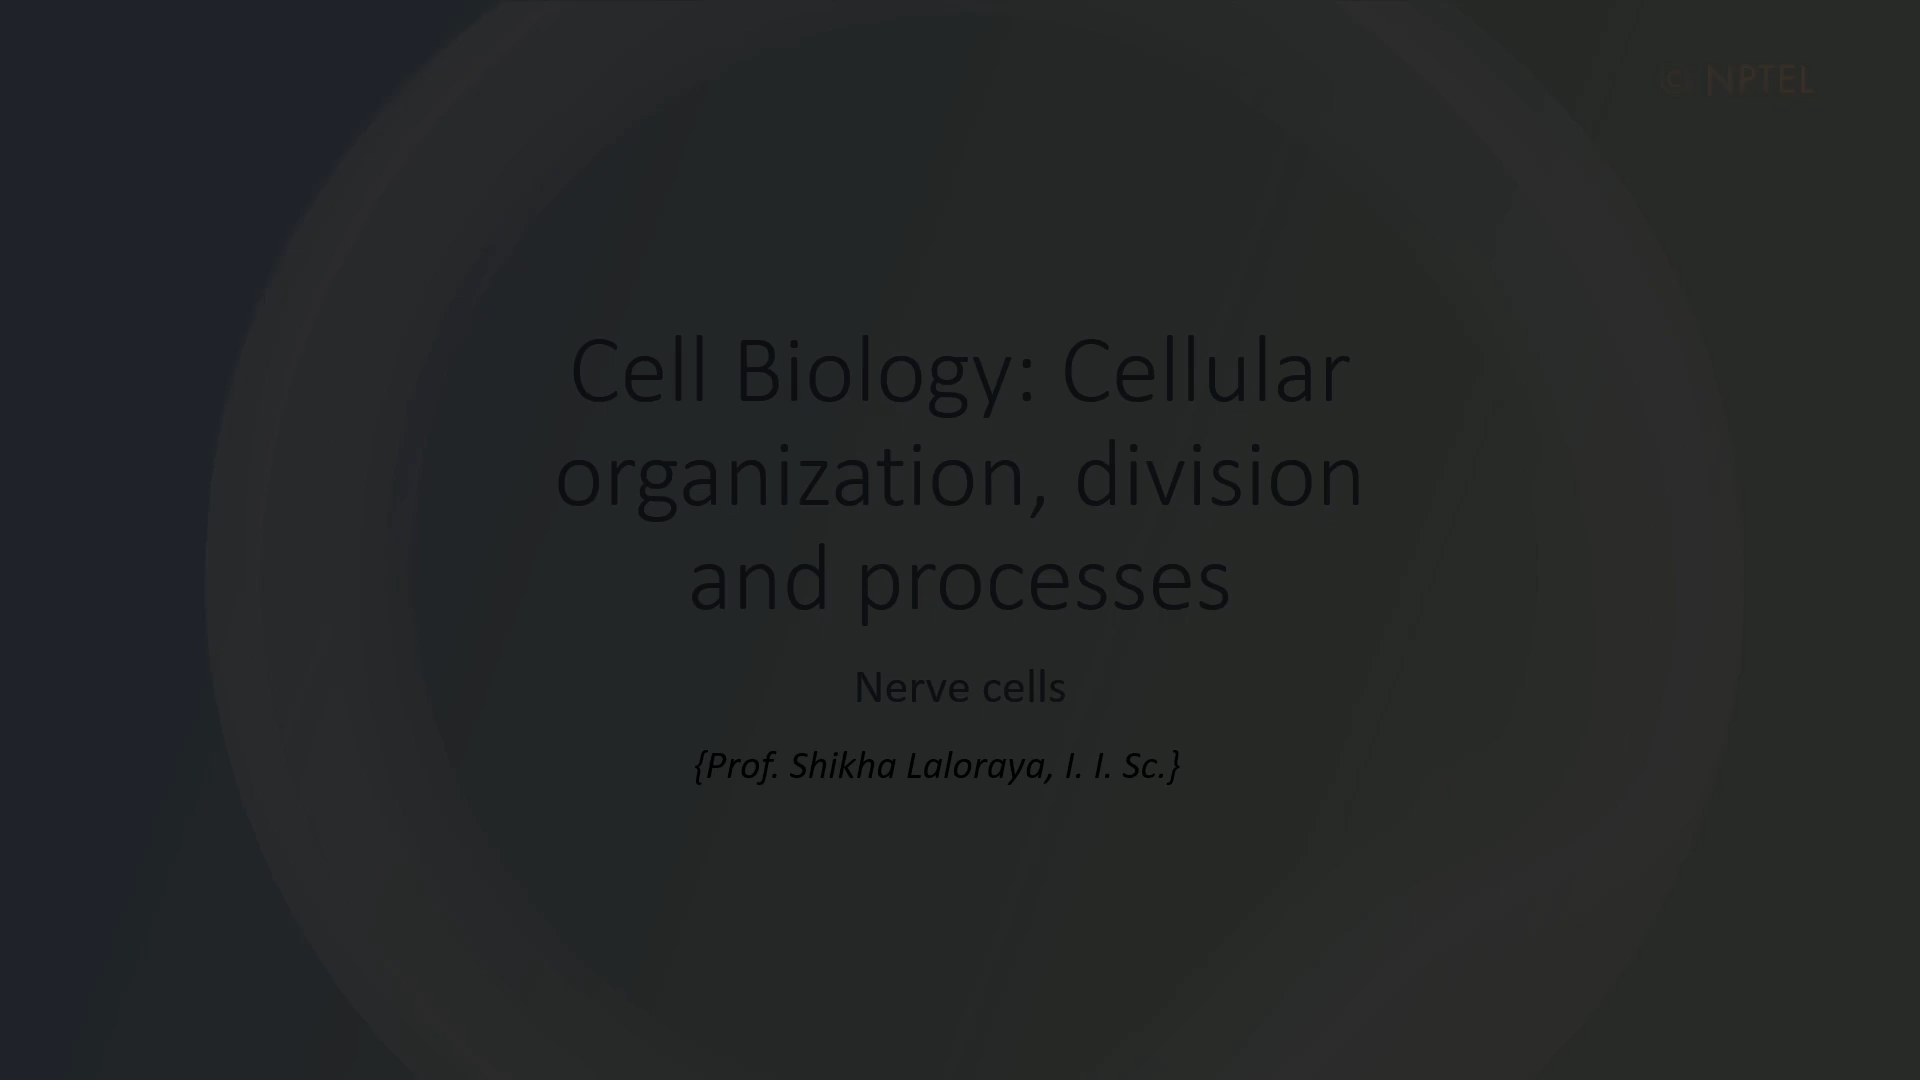 © NPTEL
Cell Biology: Cellular
organization, division
and processes
Nerve cells
{Prof. Shikha Laloraya, I. I. Sc.}